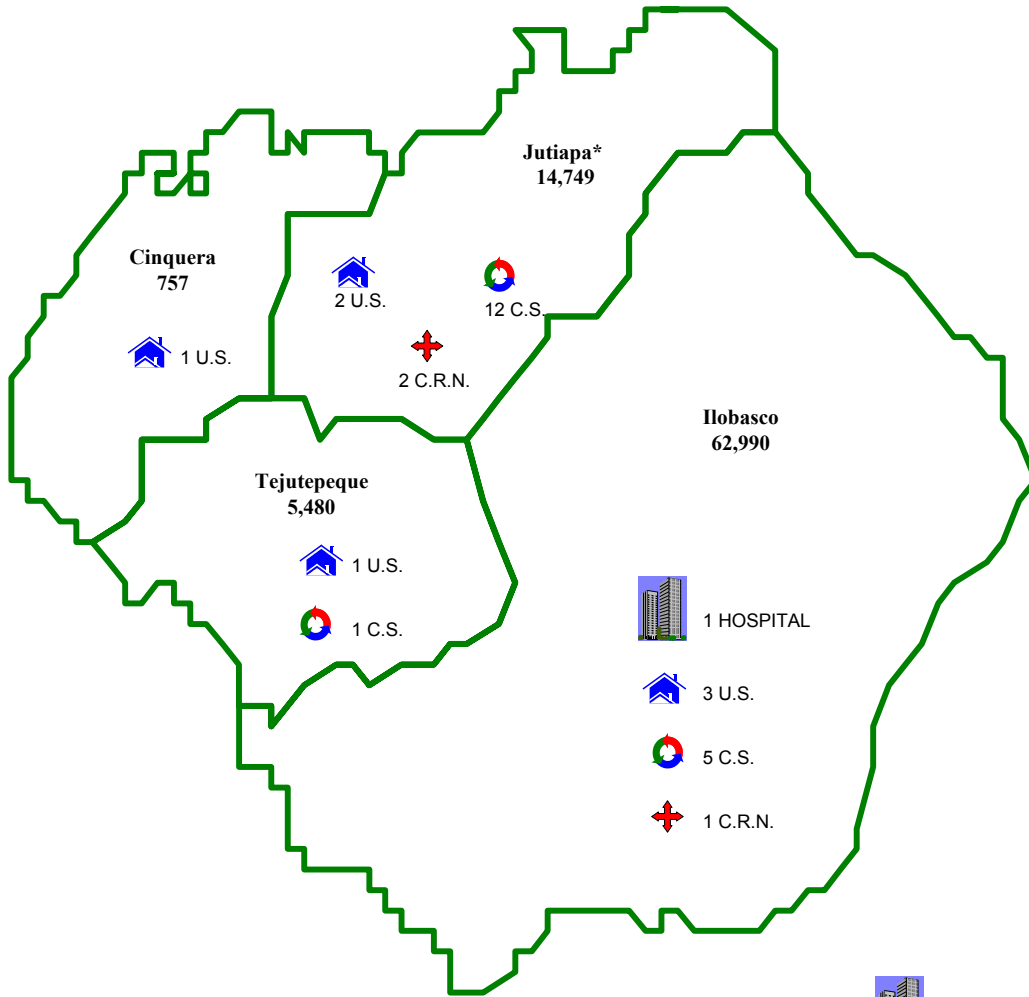 Jutiapa*
14,749
Cinquera
757
2 U.S.
12 C.S.
1 U.S.
2 C.R.N.
Ilobasco
62,990
Tejutepeque
5,480
1 U.S.
1 C.S.
1 HOSPITAL
3 U.S.
5 C.S.
1 C.R.N.